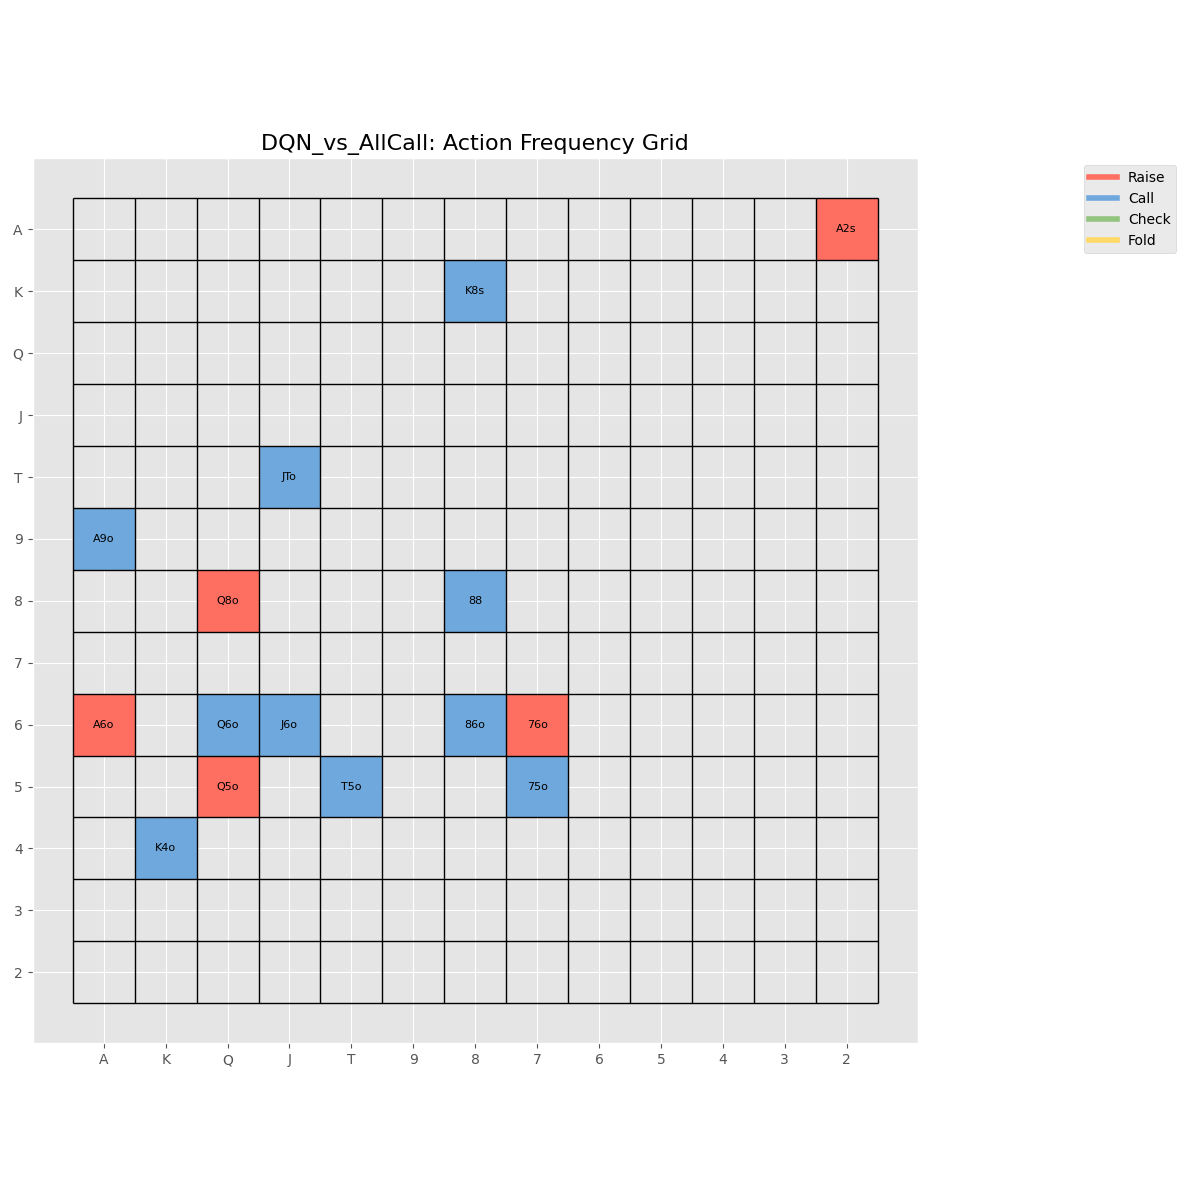 DQN_vs_AllCall: Action Frequency Grid
Raise
Call
Check
Fold
A A2s
K K8s
Q
J
T JTo
9 A9o
8 Q8o 88
7
6 A6o Q6o J6o 86o 76o
5 Q5o T5o 75o
4 K4o
3
2
A K Q J T 9 8 7 6 5 4 3 2